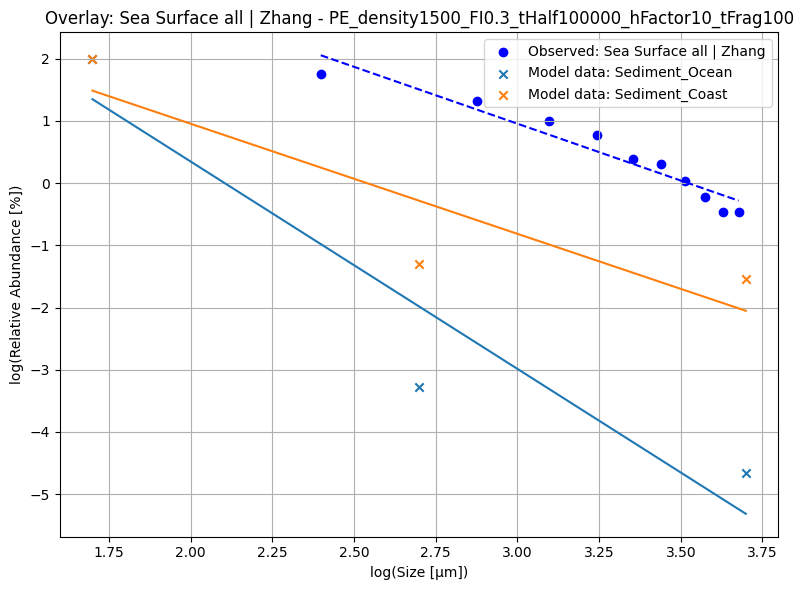 Overlay: Sea Surface all | Zhang - PE_density1500_FI0.3_tHalf100000_hFactor10_tFrag100
Observed: Sea Surface all | Zhang
Model data: Sediment_Ocean
Model data: Sediment_Coast
log(Relative Abundance [%])
2
1
0
−1
−2
−3
−4
−5
1.75
2.00
2.25
2.50
2.75
3.00
3.25
3.50
3.75
log(Size [μm])